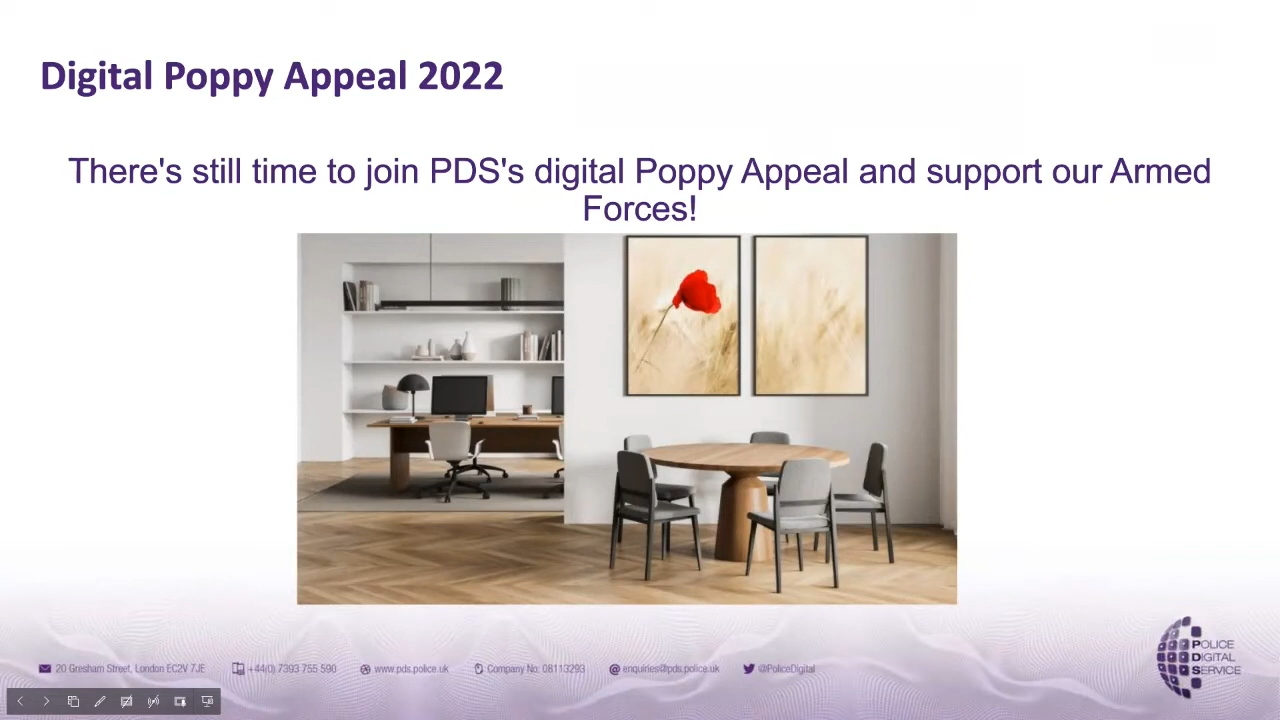 Digital Poppy Appeal 2022
There's still time to join PDS's digital Poppy Appeal and support our Armed
Forces!
20 Gresham Street, London EC2V 7JE +44(0) 7393 755 590 www.pds.police.uk Company No: 08113293 enquiries@pds.police.uk @PoliceDigital
POLICE
DIGITAL
SERVICE